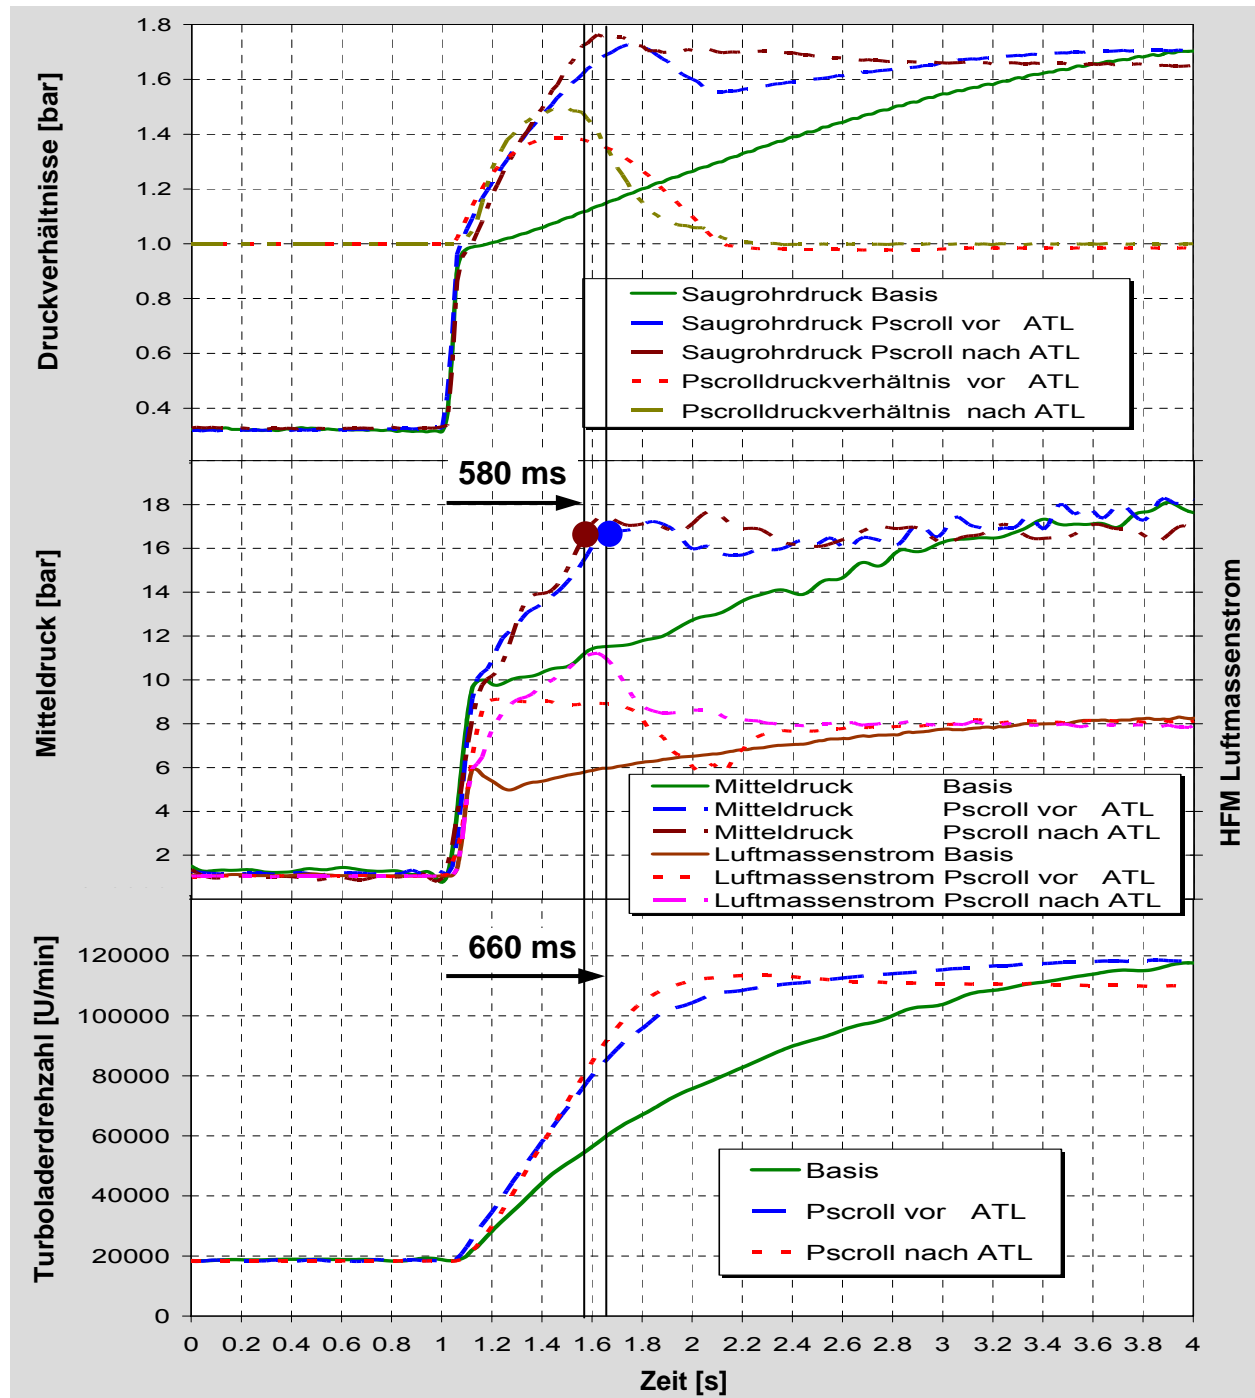 Druckverhältnisse [bar]
1.8
1.6
1.4
1.2
1.0
0.8
0.6
0.4
Saugrohrdruck Basis
Saugrohrdruck Pscroll vor ATL
Saugrohrdruck Pscroll nach ATL
Pscrolldruckverhältnis vor ATL
Pscrolldruckverhältnis nach ATL
Mitteldruck [bar]
18
16
14
12
10
8
6
4
2
580 ms
HFM Luftmassenstrom
Mitteldruck Basis
Mitteldruck Pscroll vor ATL
Mitteldruck Pscroll nach ATL
Luftmassenstrom Basis
Luftmassenstrom Pscroll vor ATL
Luftmassenstrom Pscroll nach ATL
Turboladerdrehzahl [U/min]
120000
100000
80000
60000
40000
20000
0
660 ms
Basis
Pscroll vor ATL
Pscroll nach ATL
0 0.2 0.4 0.6 0.8 1 1.2 1.4 1.6 1.8 2 2.2 2.4 2.6 2.8 3 3.2 3.4 3.6 3.8 4
Zeit [s]